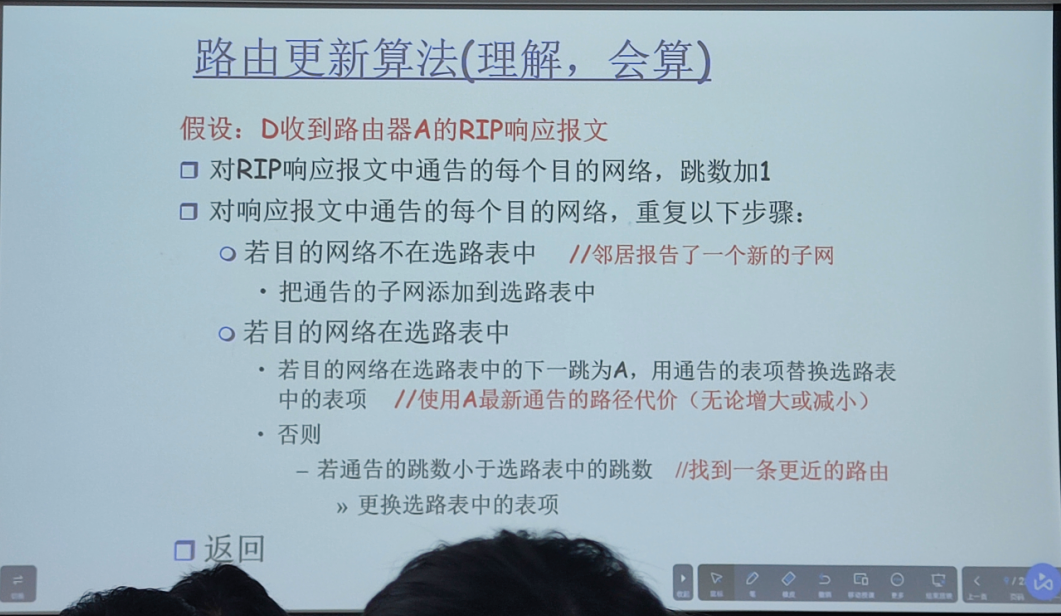 路由更新算法(理解，会算)
假设：D收到路由器A的RIP响应报文
对RIP响应报文中通告的每个目的网络，跳数加1
对响应报文中通告的每个目的网络，重复以下步骤：
若目的网络不在选路表中 //邻居报告了一个新的子网
• 把通告的子网添加到选路表中
若目的网络在选路表中
• 若目的网络在选路表中的下一跳为A，用通告的表项替换选路表
中的表项 //使用A最新通告的路径代价（无论增大或减小）
• 否则
– 若通告的跳数小于选路表中的跳数 //找到一条更近的路由
» 更换选路表中的表项
返回